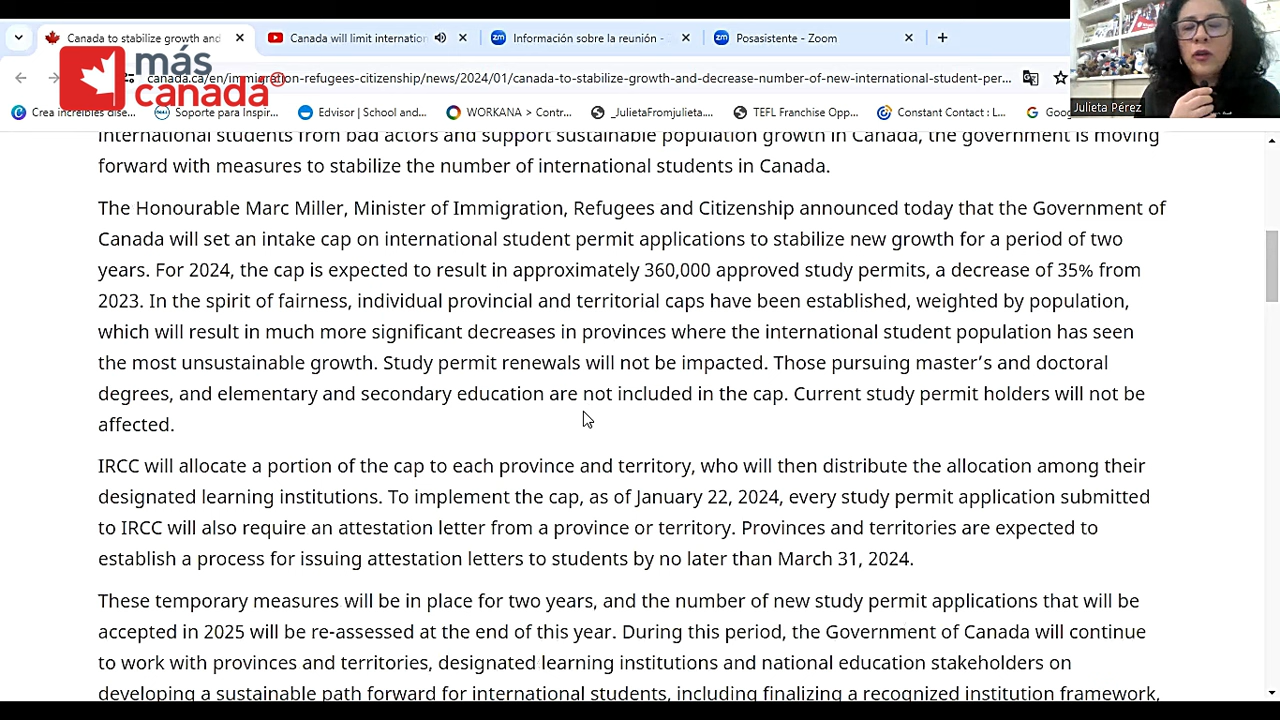 Canada to stabilize growth and
Canada will limit internation
Información sobre la reunión -
Posasistente - Zoom
más
canadá
canada.ca/en/immigration-refugees-citizenship/news/2024/01/canada-to-stabilize-growth-and-decrease-number-of-new-international-student-per...
Crea increíbles dise...
Soporte para Inspir...
Edvisor | School and...
WORKANA > Contr...
_JulietaFromjulieta....
TEFL Franchise Opp...
Constant Contact : L...
Goog
Julieta Pérez
international students from bad actors and support sustainable population growth in Canada, the government is moving
forward with measures to stabilize the number of international students in Canada.
The Honourable Marc Miller, Minister of Immigration, Refugees and Citizenship announced today that the Government of
Canada will set an intake cap on international student permit applications to stabilize new growth for a period of two
years. For 2024, the cap is expected to result in approximately 360,000 approved study permits, a decrease of 35% from
2023. In the spirit of fairness, individual provincial and territorial caps have been established, weighted by population,
which will result in much more significant decreases in provinces where the international student population has seen
the most unsustainable growth. Study permit renewals will not be impacted. Those pursuing master’s and doctoral
degrees, and elementary and secondary education are not included in the cap. Current study permit holders will not be
affected.
IRCC will allocate a portion of the cap to each province and territory, who will then distribute the allocation among their
designated learning institutions. To implement the cap, as of January 22, 2024, every study permit application submitted
to IRCC will also require an attestation letter from a province or territory. Provinces and territories are expected to
establish a process for issuing attestation letters to students by no later than March 31, 2024.
These temporary measures will be in place for two years, and the number of new study permit applications that will be
accepted in 2025 will be re-assessed at the end of this year. During this period, the Government of Canada will continue
to work with provinces and territories, designated learning institutions and national education stakeholders on
developing a sustainable path forward for international students, including finalizing a recognized institution framework,